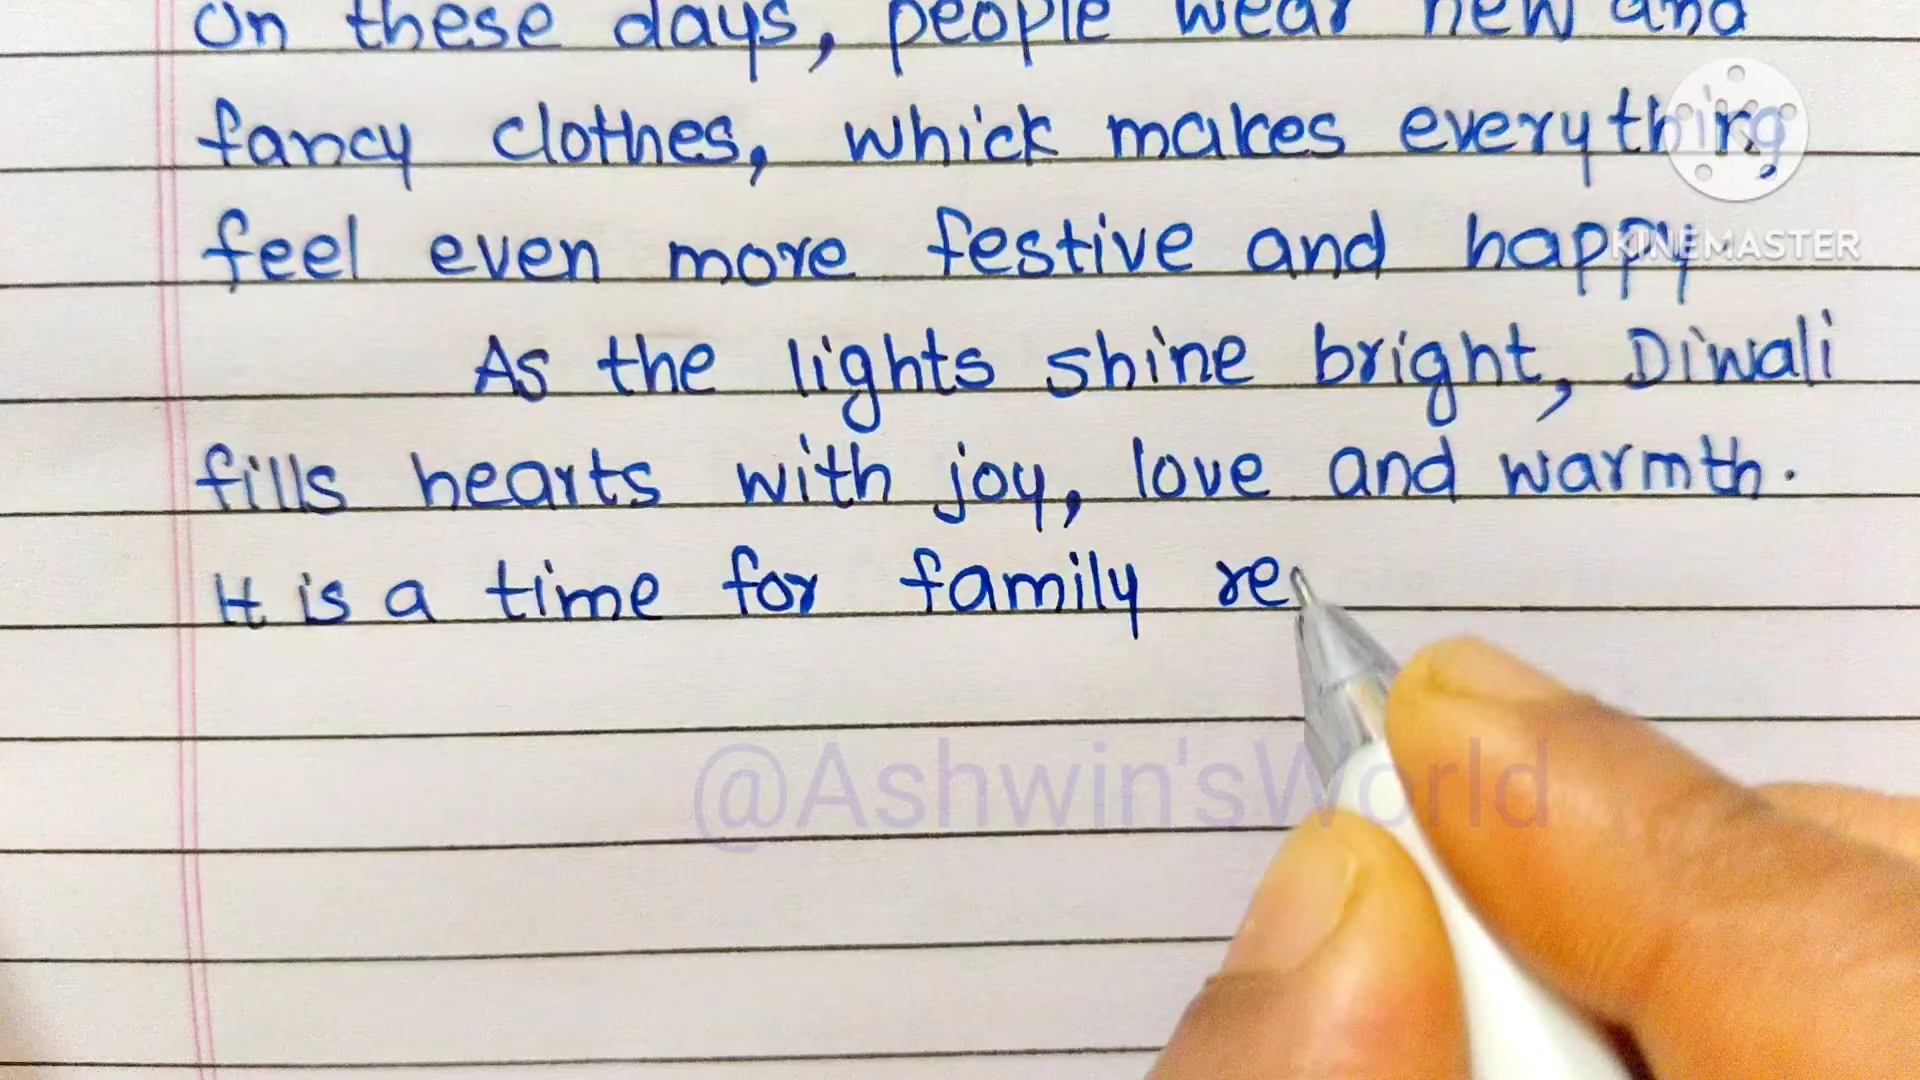 On these days, people wear new and
fancy clothes, whick makes everything
feel even more festive and happy
KINEMASTER
As the lights shine bright, Diwali
fills hearts with joy, love and warmth.
It is a time for family re
@Ashwin'sWorld